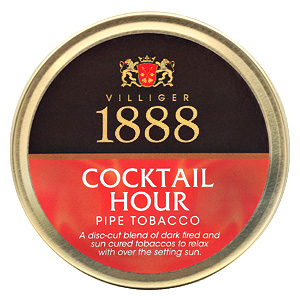 VILLIGER
1888
COCKTAIL
HOUR
PIPE TOBACCO
A disc-cut blend of dark fired and
sun cured tobaccos to relax
with over the setting sun.